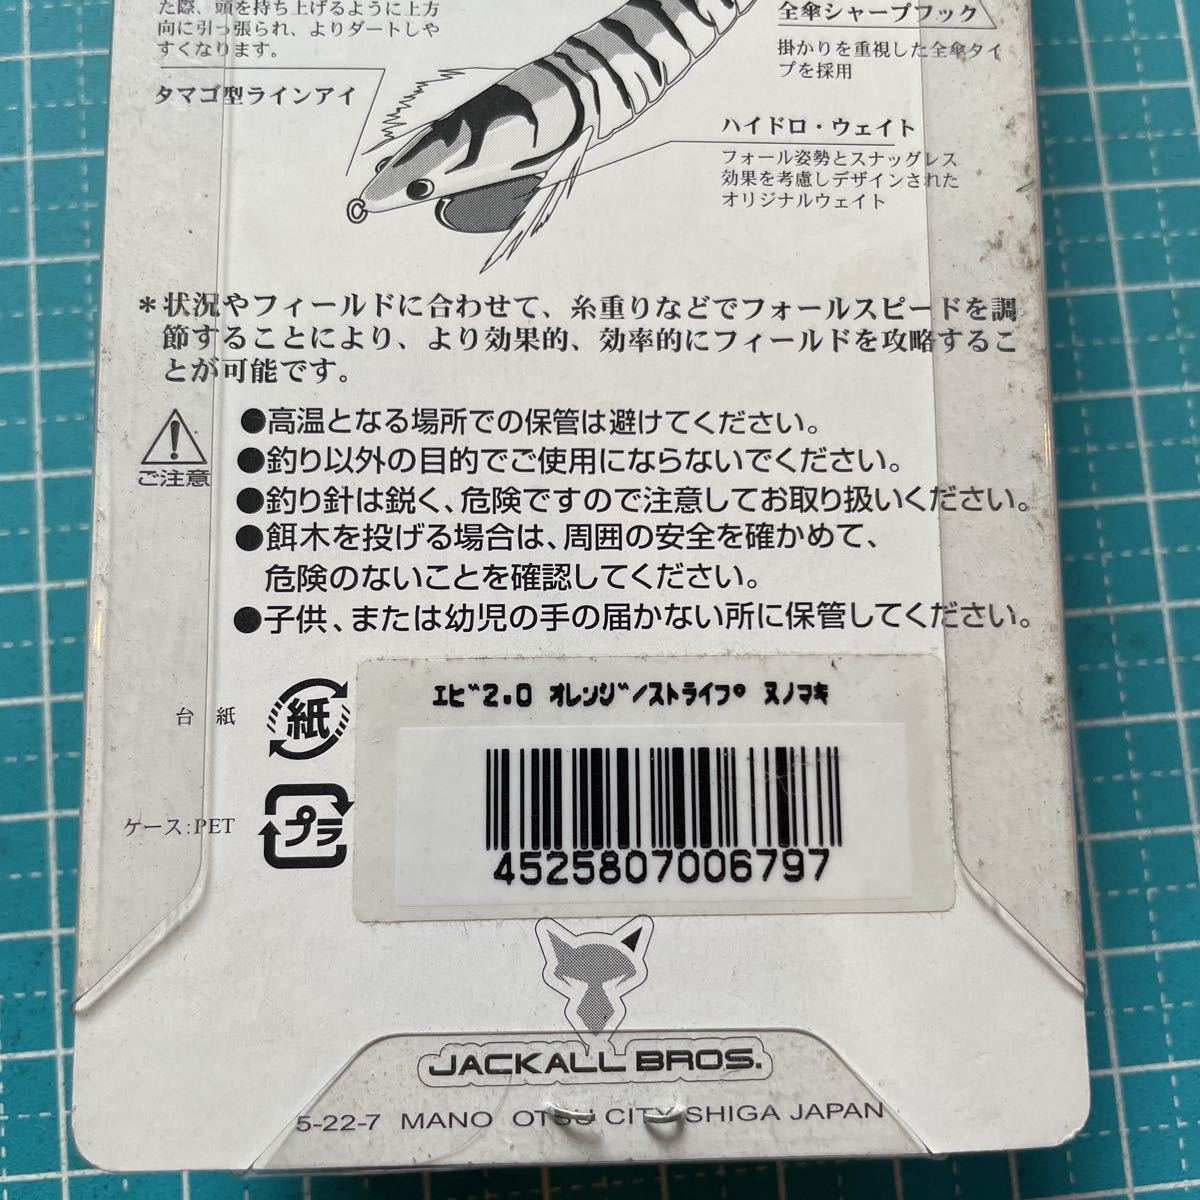 た際、頭を持ち上げるように上方
向に引っ張られ、よりダートしや
すくなります。
タマゴ型ラインアイ
全傘シャープフック
掛かりを重視した全傘タイ
プを採用
ハイドロ・ウェイト
フォール姿勢とスナッグレス
効果を考慮しデザインされた
オリジナルウェイト
*状況やフィールドに合わせて、糸重りなどでフォールスピードを調
節することにより、より効果的、効率的にフィールドを攻略するこ
とが可能です。
ご注意
●高温となる場所での保管は避けてください。
●釣り以外の目的でご使用にならないでください。
●釣り針は鋭く、危険ですので注意してお取り扱いください。
●餌木を投げる場合は、周囲の安全を確かめて、
危険のないことを確認してください。
●子供、または幼児の手の届かない所に保管してください。
台 紙
紙
ケース:PET
プラ
エビ2.0 オレンジ/ストライプ ヌノマキ
4525807006797
JACKALL BROS.
5-22-7 MANO OTSU CITY SHIGA JAPAN